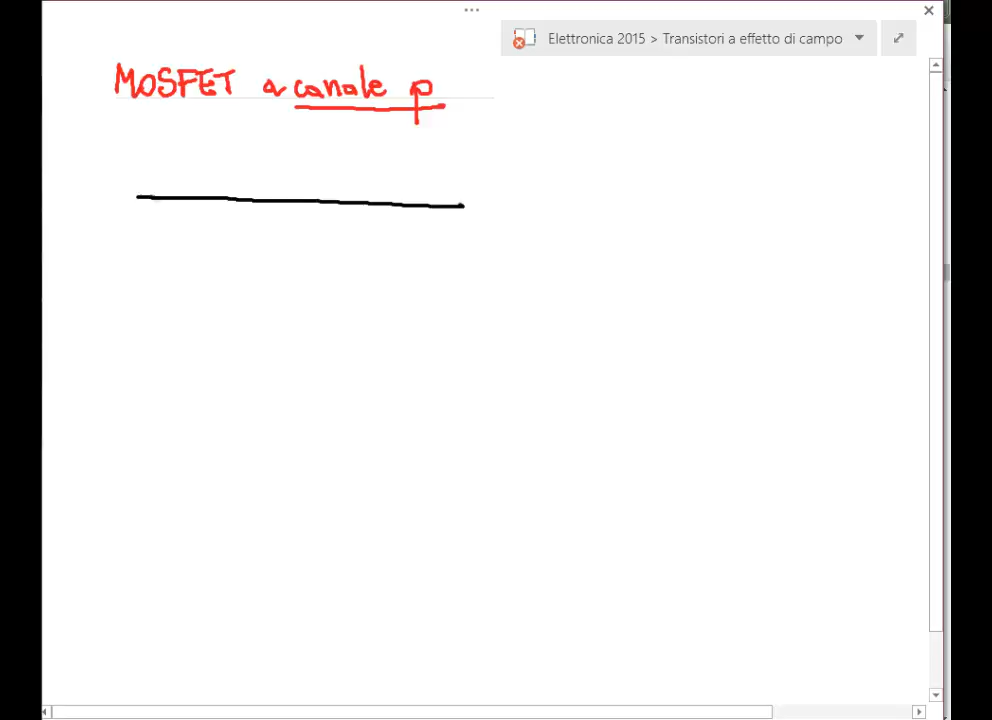 Elettronica 2015 > Transistori a effetto di campo
MOSFET a canale p